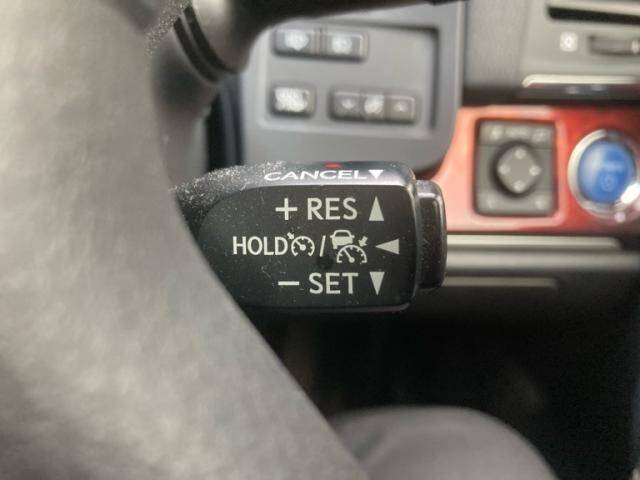 CANCEL▼
+ RES ▲
HOLD / ◀
− SET ▼